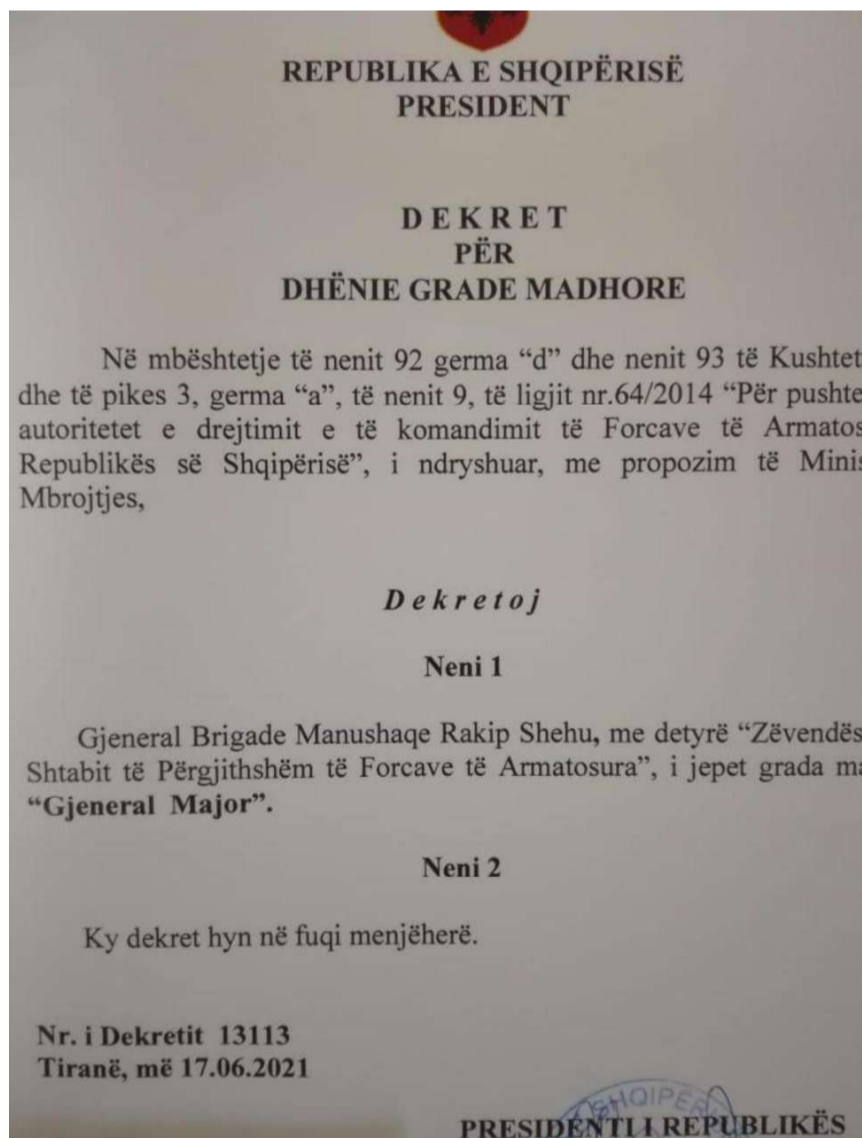 REPUBLIKA E SHQIPËRISË
PRESIDENT
D E K R E T
PËR
DHËNIE GRADE MADHORE
Në mbështetje të nenit 92 germa “d” dhe nenit 93 të Kushtet
dhe të pikes 3, germa “a”, të nenit 9, të ligjit nr.64/2014 “Për pushte
autoritetet e drejtimit e të komandimit të Forcave të Armatos
Republikës së Shqipërisë”, i ndryshuar, me propozim të Minis
Mbrojtjes,
D e k r e t o j
Neni 1
Gjeneral Brigade Manushaqe Rakip Shehu, me detyrë “Zëvendës
Shtabit të Përgjithshëm të Forcave të Armatosura”, i jepet grada ma
“Gjeneral Major”.
Neni 2
Ky dekret hyn në fuqi menjëherë.
Nr. i Dekretit 13113
Tiranë, më 17.06.2021
SHQIPËRI
PRESIDENTI I REPUBLIKËS